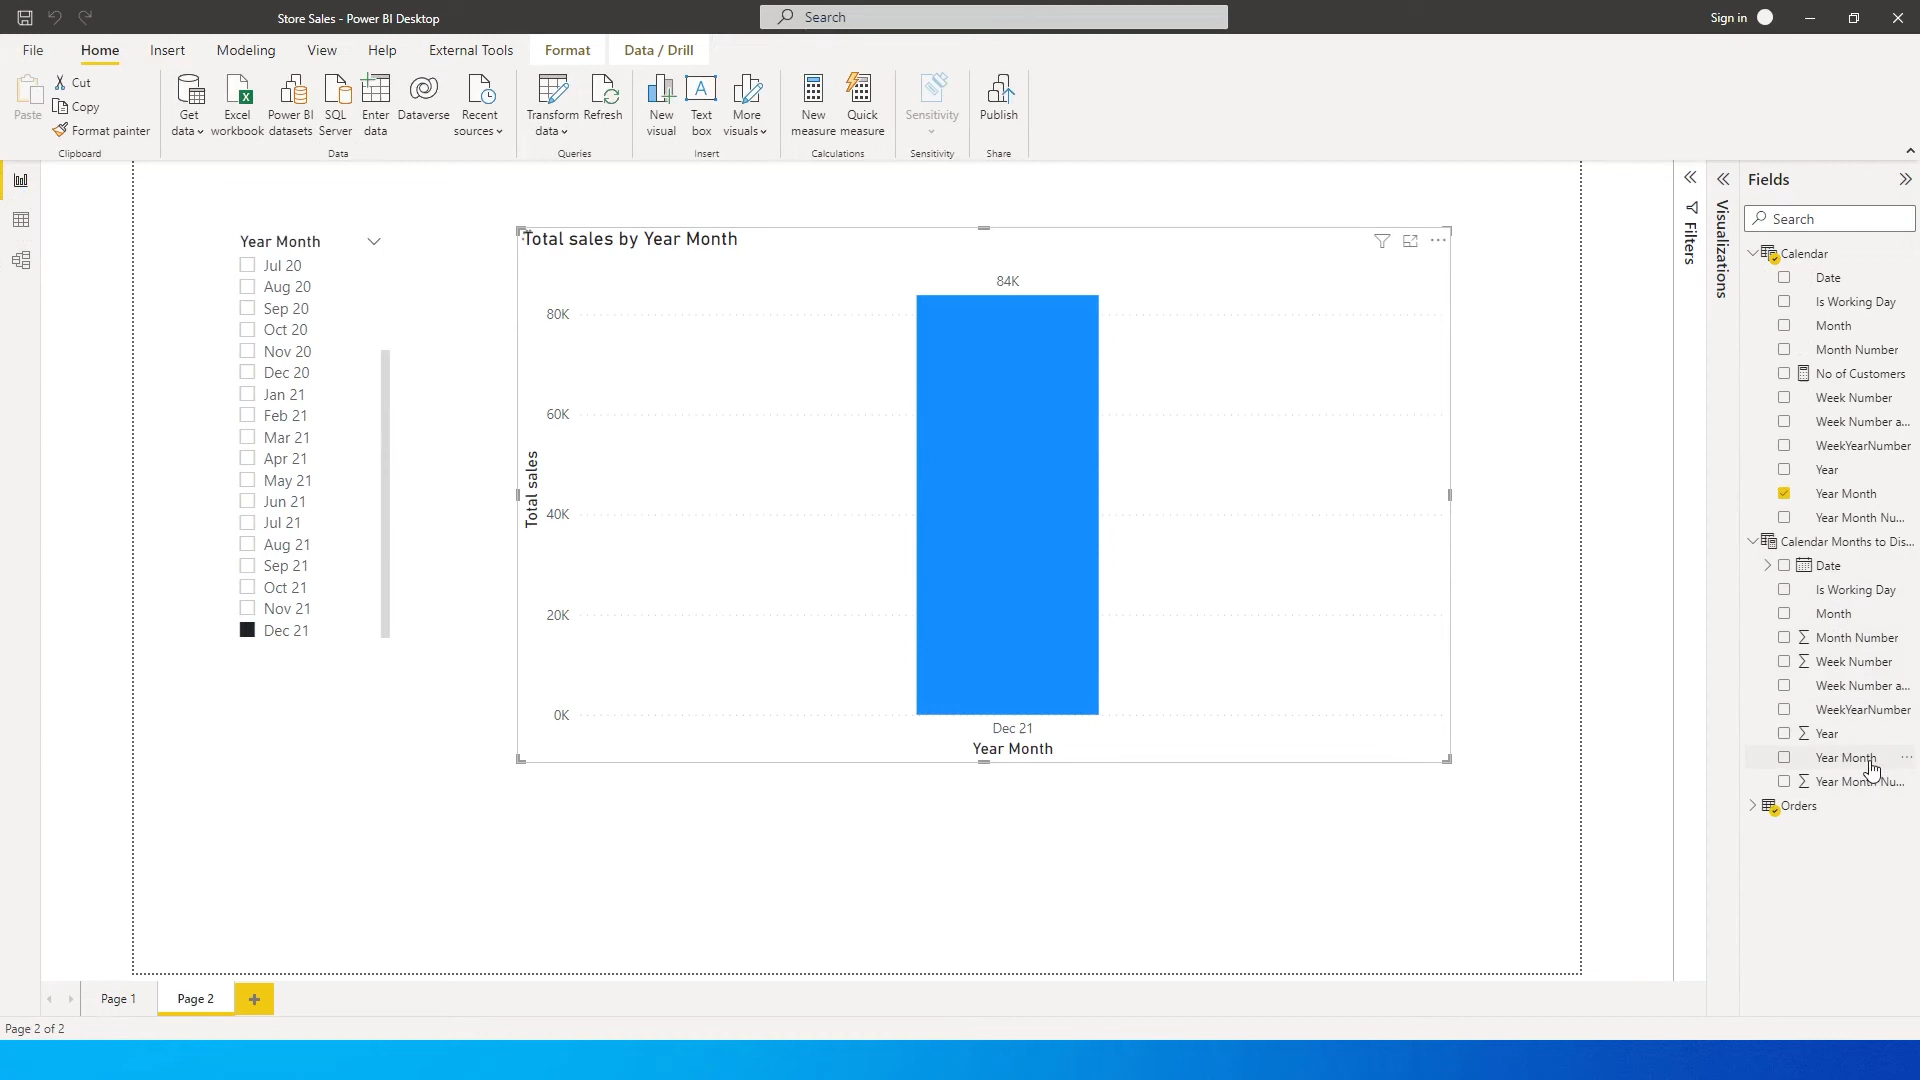 Store Sales - Power BI Desktop
Search
Sign in
File
Home
Insert
Modeling
View
Help
External Tools
Format
Data / Drill
Paste
Cut
Copy
Format painter
Clipboard
Get data
Excel workbook
Power BI datasets
SQL Server
Enter data
Dataverse
Recent sources
Data
Transform data
Refresh
Queries
New visual
Text box
More visuals
Insert
New measure
Quick measure
Calculations
Sensitivity
Sensitivity
Publish
Share
Year Month
Jul 20
Aug 20
Sep 20
Oct 20
Nov 20
Dec 20
Jan 21
Feb 21
Mar 21
Apr 21
May 21
Jun 21
Jul 21
Aug 21
Sep 21
Oct 21
Nov 21
Dec 21
Total sales by Year Month
84K
80K
60K
40K
20K
0K
Total sales
Dec 21
Year Month
Filters
Visualizations
Fields
Search
Calendar
Date
Is Working Day
Month
Month Number
No of Customers
Week Number
Week Number a...
WeekYearNumber
Year
Year Month
Year Month Nu...
Calendar Months to Dis...
Date
Is Working Day
Month
Month Number
Week Number
Week Number a...
WeekYearNumber
Year
Year Month
Year Month Nu...
Orders
Page 1
Page 2
Page 2 of 2